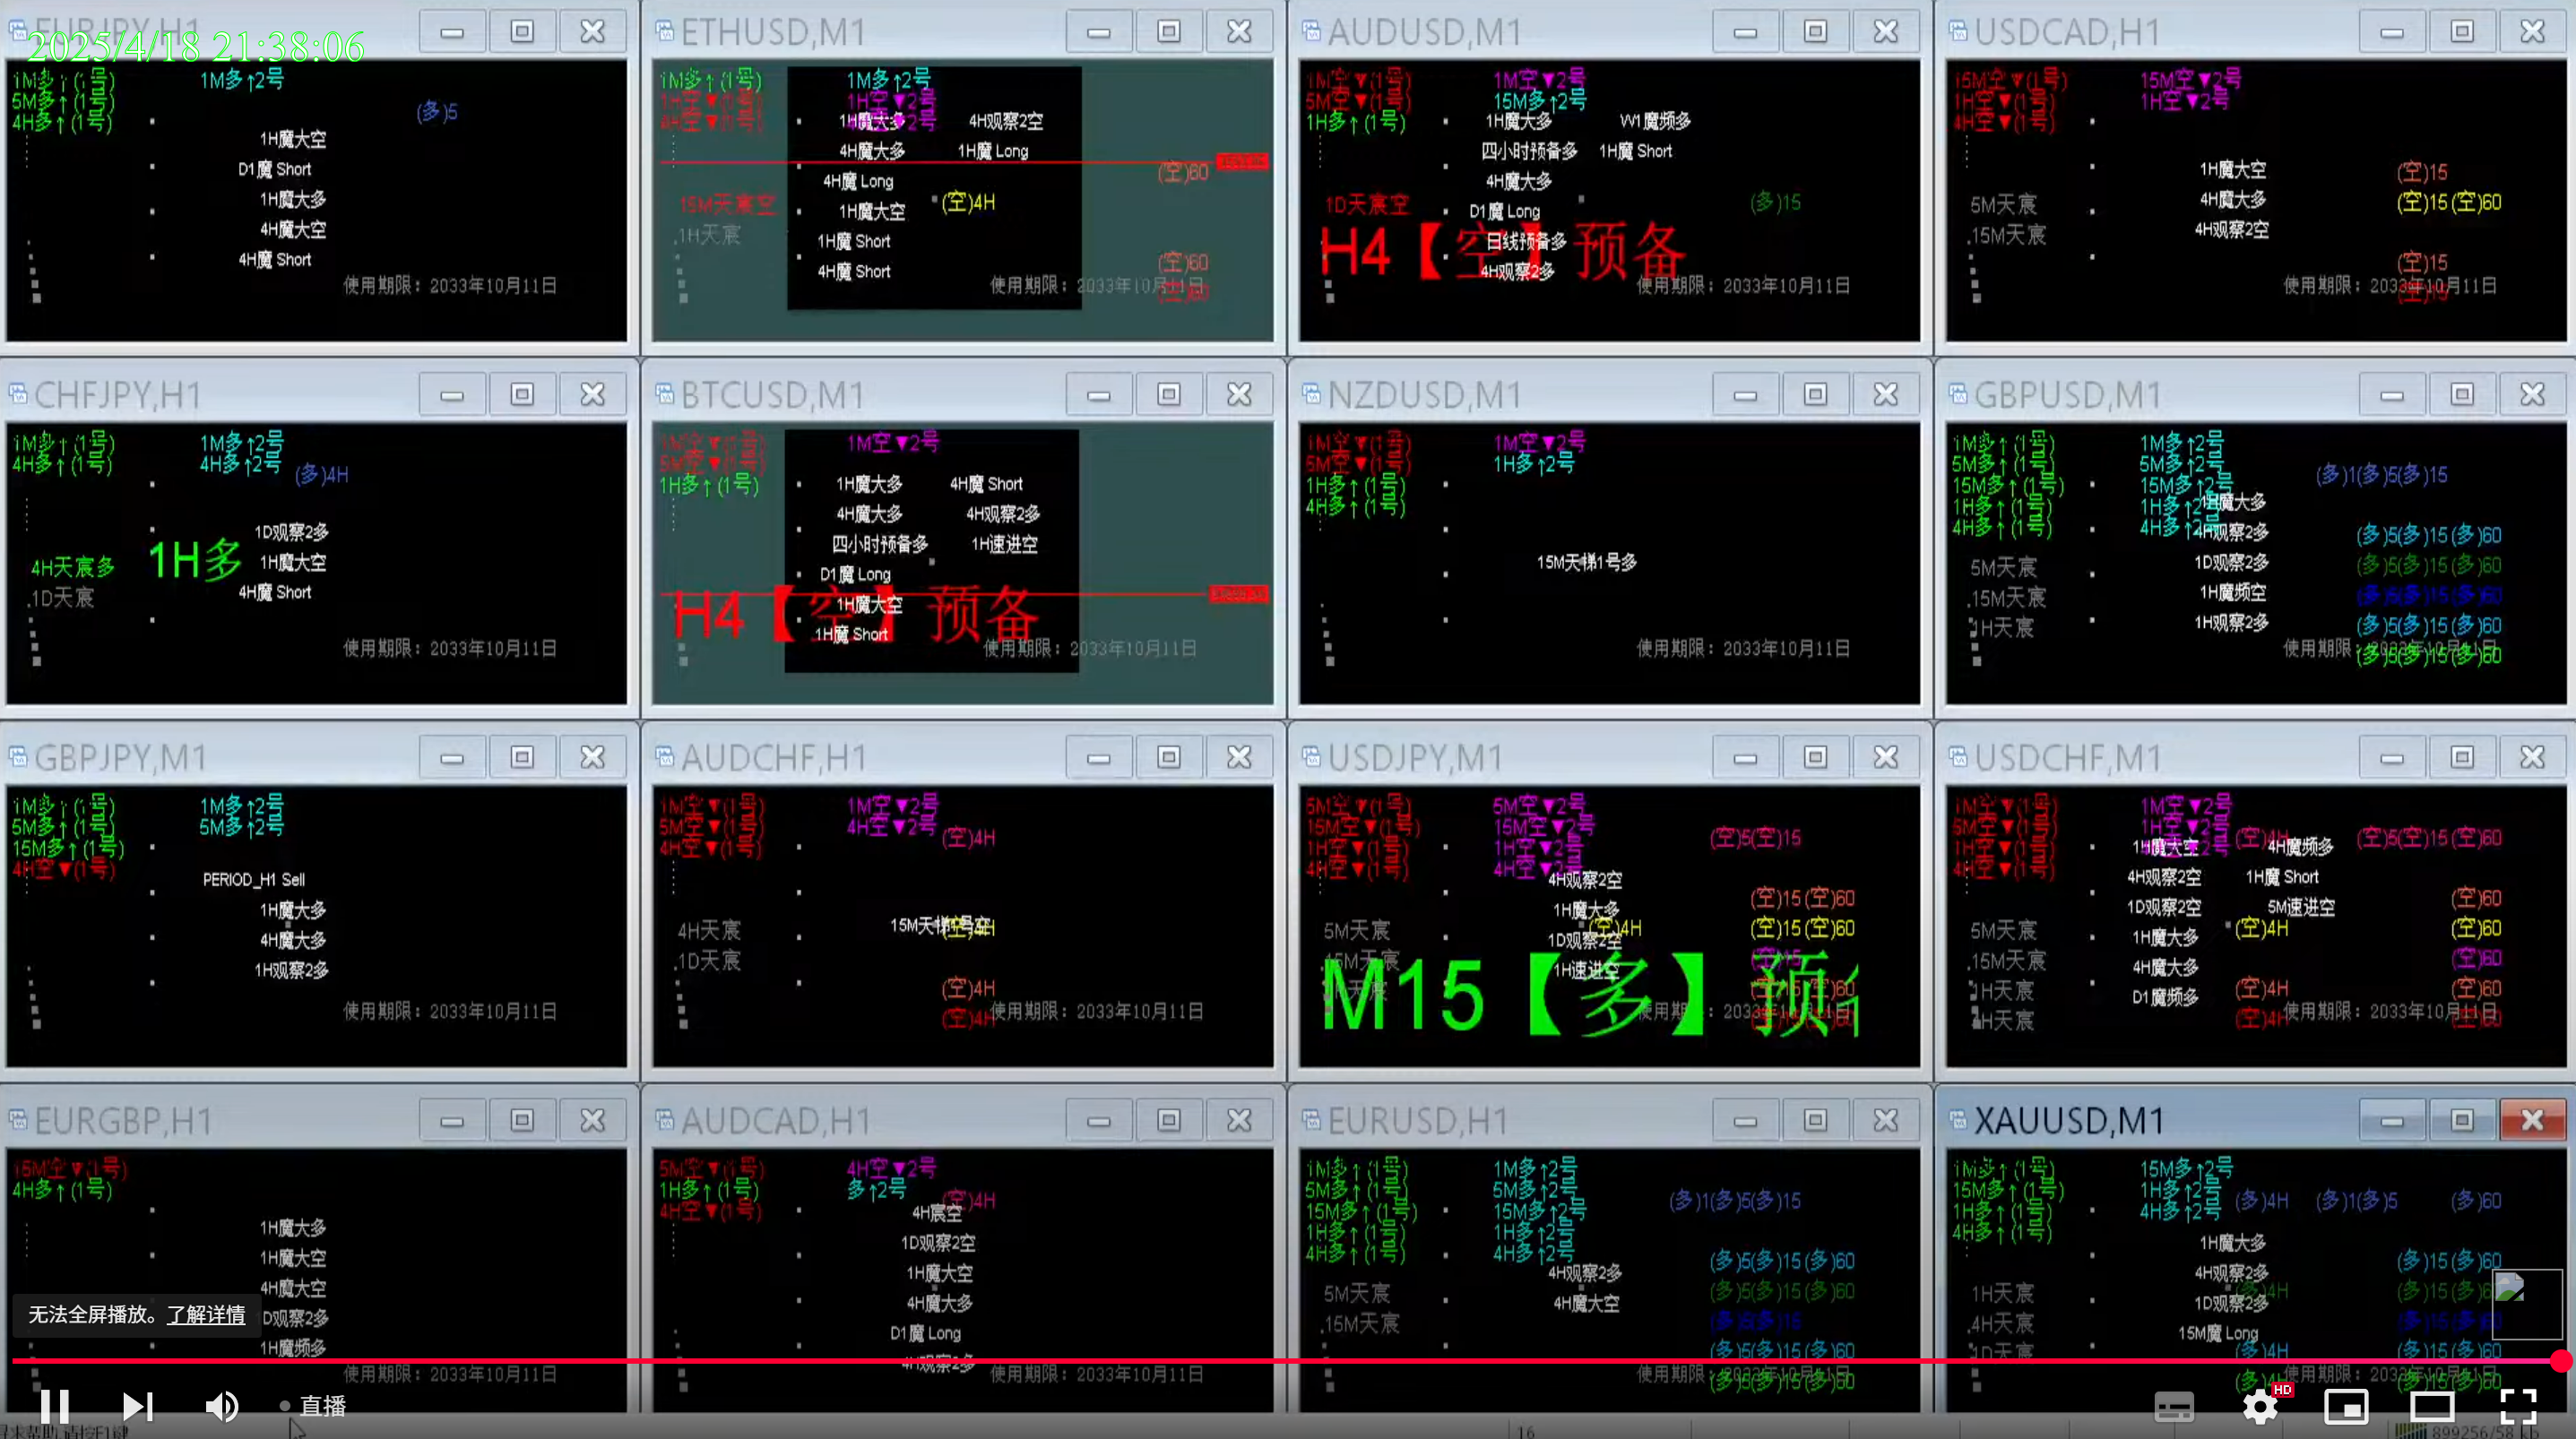 EURJPY,H1
2025/4/18 21:38:06
1M多↑(1号)
5M多↑(1号)
4H多↑(1号)
1M多↑2号
(多)5
1H魔大空
D1魔 Short
1H魔大多
4H魔大空
4H魔 Short
使用期限：2033年10月11日
ETHUSD,M1
1M多↑(1号)
1H空▼(1号)
4H空▼(1号)
1M多↑2号
1H空▼2号
1H魔大多 4H观察2空
4H魔大多 1H魔 Long
4H魔 Long
1H魔大空 (空)4H
1H魔 Short
4H魔 Short
15M天宸空
1H天宸
(空)60
(空)60
(空)60
使用期限：2033年10月11日
AUDUSD,M1
1M空▼(1号)
5M空▼(1号)
1H多↑(1号)
1M空▼2号
15M多↑2号
1H魔大多 W1魔频多
四小时预备多 1H魔 Short
4H魔大多
D1魔 Long
日线预备多
4H观察2多
1D天宸空
(多)15
H4【空】预备
使用期限：2033年10月11日
USDCAD,H1
15M空▼(1号)
1H空▼(1号)
4H空▼(1号)
15M空▼2号
1H空▼2号
1H魔大空
4H魔大多
4H观察2空
5M天宸
15M天宸
(空)15
(空)15(空)60
(空)15
(空)15
使用期限：2033年10月11日
CHFJPY,H1
1M多↑(1号)
4H多↑(1号)
1M多↑2号
4H多↑2号
(多)4H
1D观察2多
1H魔大空
4H魔 Short
4H天宸多
1D天宸
1H多
使用期限：2033年10月11日
BTCUSD,M1
1M空▼(1号)
5M空▼(1号)
1H多↑(1号)
1M空▼2号
1H魔大多 4H魔 Short
4H魔大多 4H观察2多
四小时预备多 1H速进空
D1魔 Long
1H魔大空
1H魔 Short
H4【空】预备
使用期限：2033年10月11日
NZDUSD,M1
1M空▼(1号)
5M空▼(1号)
1H多↑(1号)
4H多↑(1号)
1M空▼2号
1H多↑2号
15M天梯1号多
使用期限：2033年10月11日
GBPUSD,M1
1M多↑(1号)
5M多↑(1号)
15M多↑(1号)
1H多↑(1号)
4H多↑(1号)
1M多↑2号
5M多↑2号
15M多↑2号
1H多↑2号
4H多↑2号
1H魔大多
4H观察2多
1D观察2多
1H魔频空
1H观察2多
5M天宸
15M天宸
1H天宸
(多)1(多)5(多)15
(多)5(多)15(多)60
(多)5(多)15(多)60
(多)5(多)15(多)60
(多)5(多)15(多)60
(多)5(多)15(多)60
使用期限：2033年10月11日
GBPJPY,M1
1M多↑(1号)
5M多↑(1号)
15M多↑(1号)
4H空▼(1号)
1M多↑2号
5M多↑2号
PERIOD_H1 Sell
1H魔大多
4H魔大多
1H观察2多
使用期限：2033年10月11日
AUDCHF,H1
1M空▼(1号)
5M空▼(1号)
4H空▼(1号)
1M空▼2号
4H空▼2号
(空)4H
15M天梯1号空
(空)4H
4H天宸
1D天宸
(空)4H
(空)4H
使用期限：2033年10月11日
USDJPY,M1
5M空▼(1号)
15M空▼(1号)
1H空▼(1号)
4H空▼(1号)
5M空▼2号
15M空▼2号
1H空▼2号
4H空▼2号
4H观察2空
1H魔大多
(空)4H
1D观察2空
1H速进空
5M天宸
15M天宸
(空)5(空)15
(空)15(空)60
(空)15(空)60
(空)15
M15【多】预
USDCHF,M1
1M空▼(1号)
5M空▼(1号)
1H空▼(1号)
4H空▼(1号)
1M空▼2号
1H空▼2号
1H魔大空 4H魔频多
4H观察2空 1H魔 Short
1D观察2空 5M速进空
1H魔大多 (空)4H
4H魔大多
D1魔频多
5M天宸
15M天宸
1H天宸
4H天宸
(空)4H
(空)5(空)15(空)60
(空)60
(空)60
(空)60
(空)4H (空)60
(空)4H (空)60
使用期限：2033年10月11日
EURGBP,H1
15M空▼(1号)
4H多↑(1号)
1H魔大多
1H魔大空
4H魔大空
1D观察2多
1H魔频多
使用期限：2033年10月11日
AUDCAD,H1
5M空▼(1号)
1H多↑(1号)
4H空▼(1号)
4H空▼2号
多↑2号
(空)4H
4H宸空
1D观察2空
1H魔大空
4H魔大多
D1魔 Long
4H观察2多
使用期限：2033年10月11日
EURUSD,H1
1M多↑(1号)
5M多↑(1号)
15M多↑(1号)
1H多↑(1号)
4H多↑(1号)
1M多↑2号
5M多↑2号
15M多↑2号
1H多↑2号
4H多↑2号
4H观察2多
4H魔大空
5M天宸
15M天宸
(多)1(多)5(多)15
(多)5(多)15(多)60
(多)5(多)15(多)60
(多)5(多)15
(多)5(多)15(多)60
(多)5(多)15(多)60
使用期限：2033年10月11日
XAUUSD,M1
1M多↑(1号)
15M多↑(1号)
1H多↑(1号)
4H多↑(1号)
15M多↑2号
1H多↑2号
4H多↑2号
(多)4H (多)1(多)5 (多)60
1H魔大多
4H观察2多
1D观察2多
15M魔 Long
1H天宸
4H天宸
1D天宸
(多)15(多)60
(多)4H
(多)15(多)60
(多)4H
使用期限：2033年10月11日
无法全屏播放。了解详情
直播
HD
16